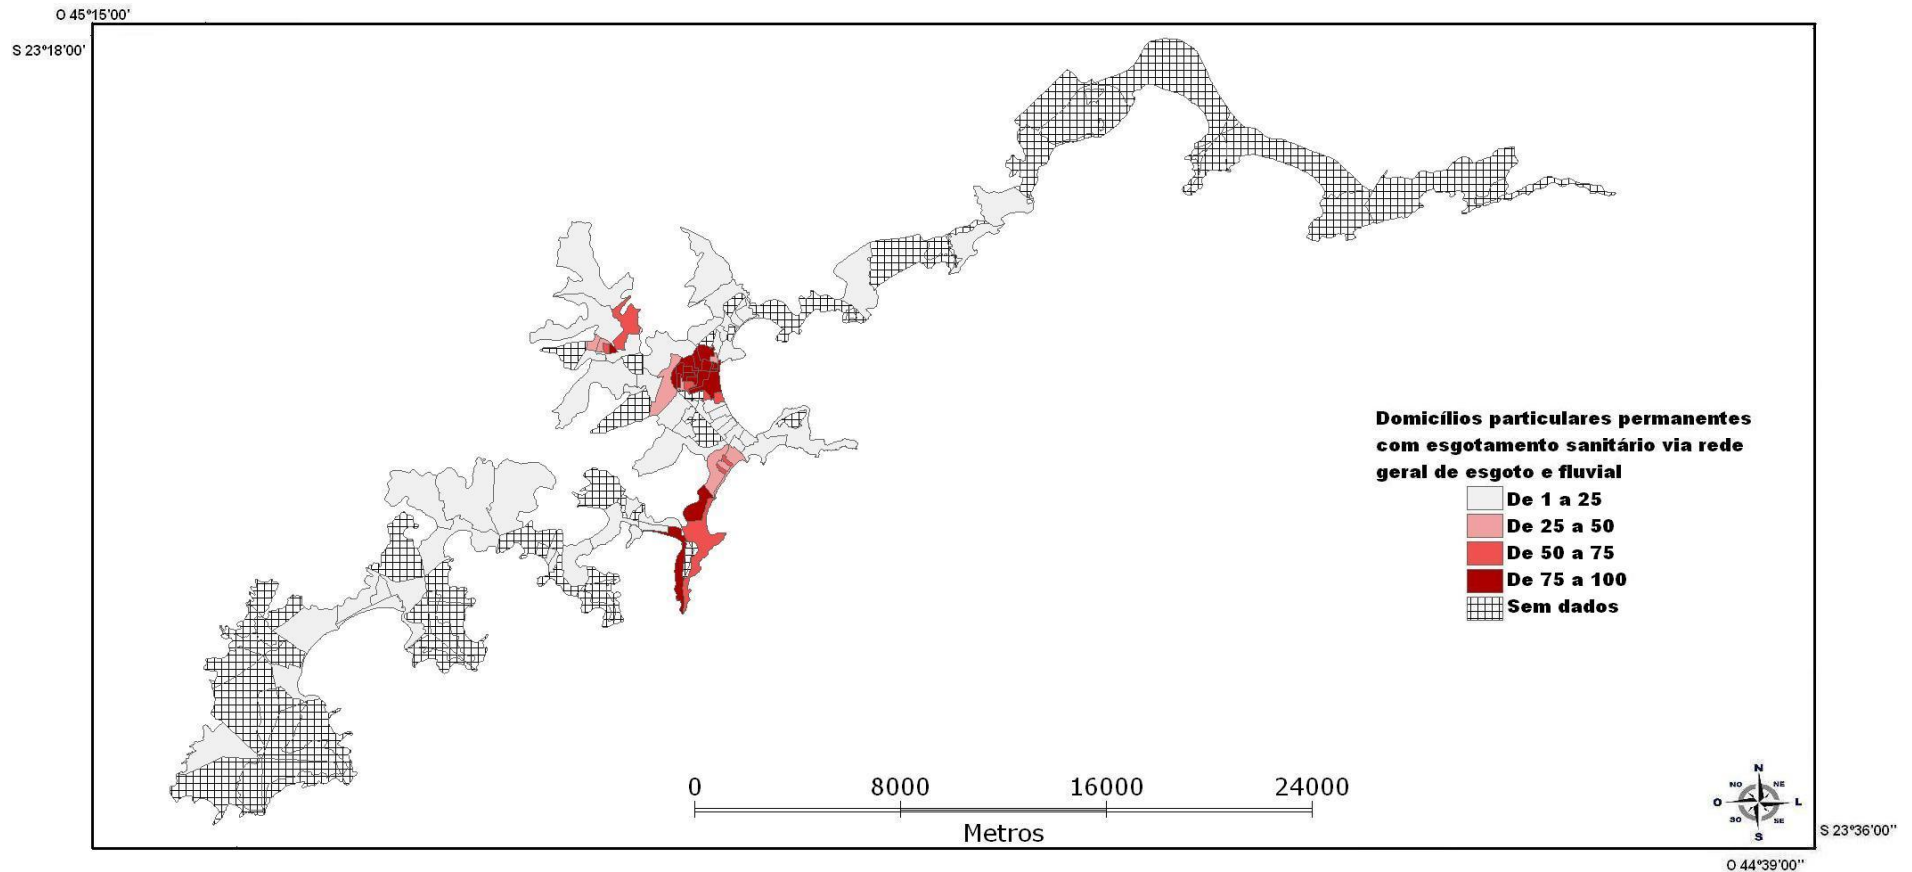 O 45°15'00'
S 23°18'00'
Domicílios particulares permanentes
com esgotamento sanitário via rede
geral de esgoto e fluvial
De 1 a 25
De 25 a 50
De 50 a 75
De 75 a 100
Sem dados
0 8000 16000 24000
Metros
N
NO NE
O L
SO SE
S
S 23°36'00''
O 44°39'00''